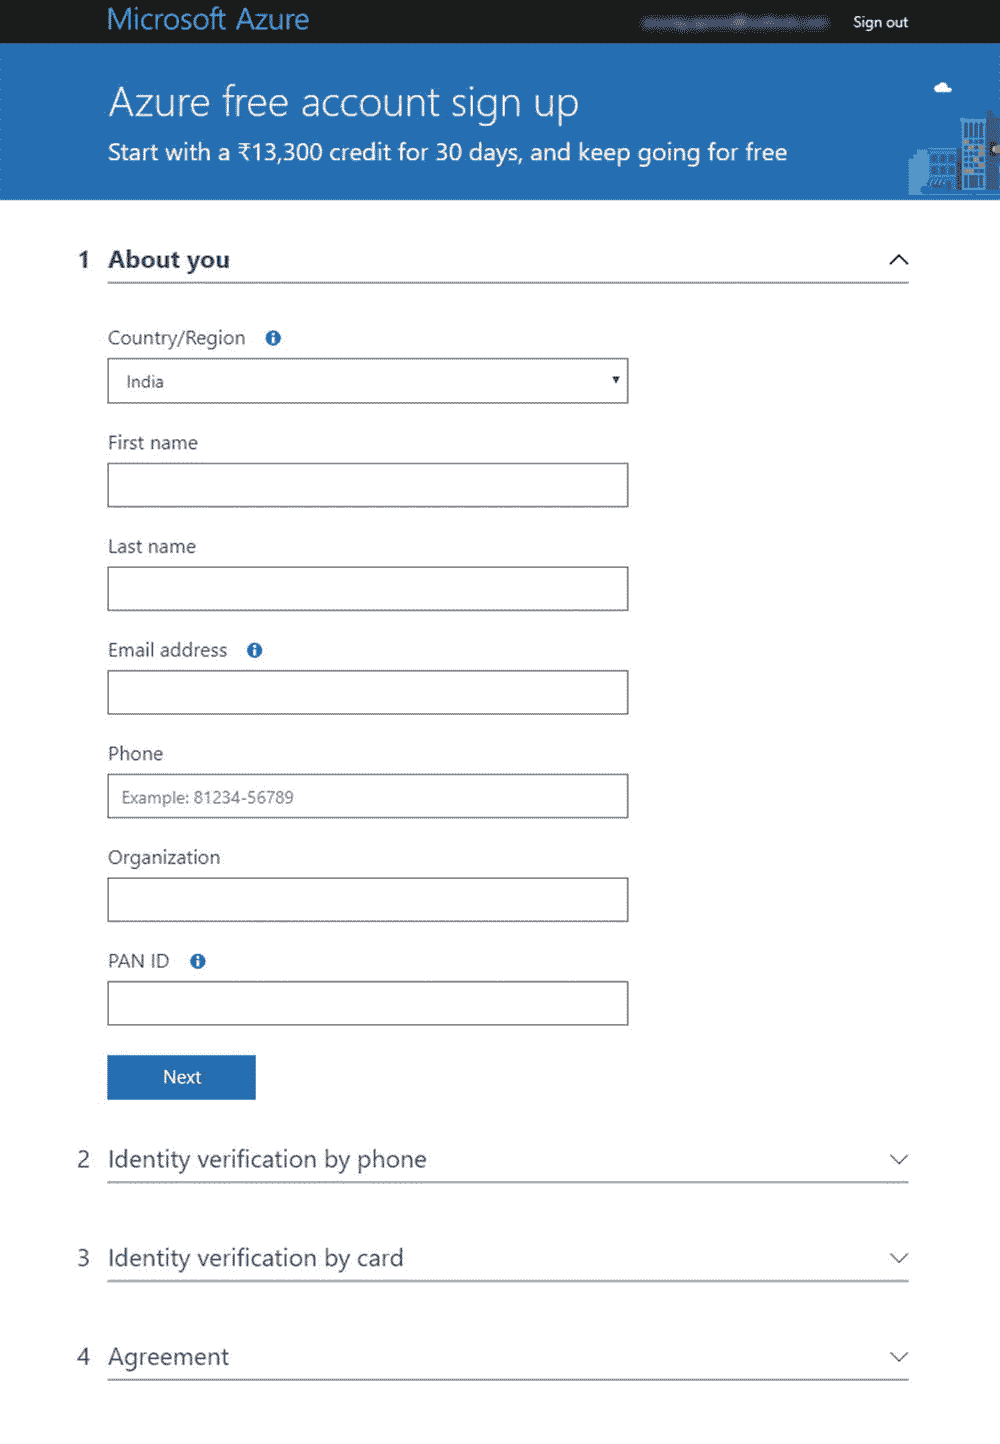 Microsoft Azure
Sign out
Azure free account sign up
Start with a ₹13,300 credit for 30 days, and keep going for free
1 About you
Country/Region
India
First name
Last name
Email address
Phone
Example: 81234-56789
Organization
PAN ID
Next
2 Identity verification by phone
3 Identity verification by card
4 Agreement